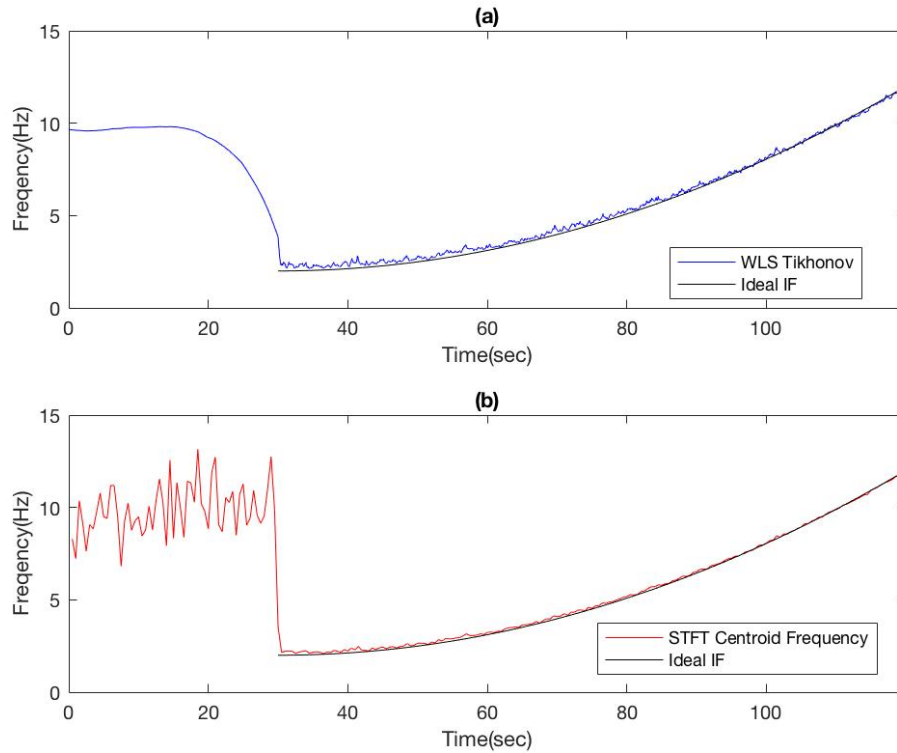 (a)
15
10
5
0
Freqency(Hz)
WLS Tikhonov
Ideal IF
0 20 40 60 80 100
Time(sec)
(b)
15
10
5
0
Freqency(Hz)
STFT Centroid Frequency
Ideal IF
0 20 40 60 80 100
Time(sec)